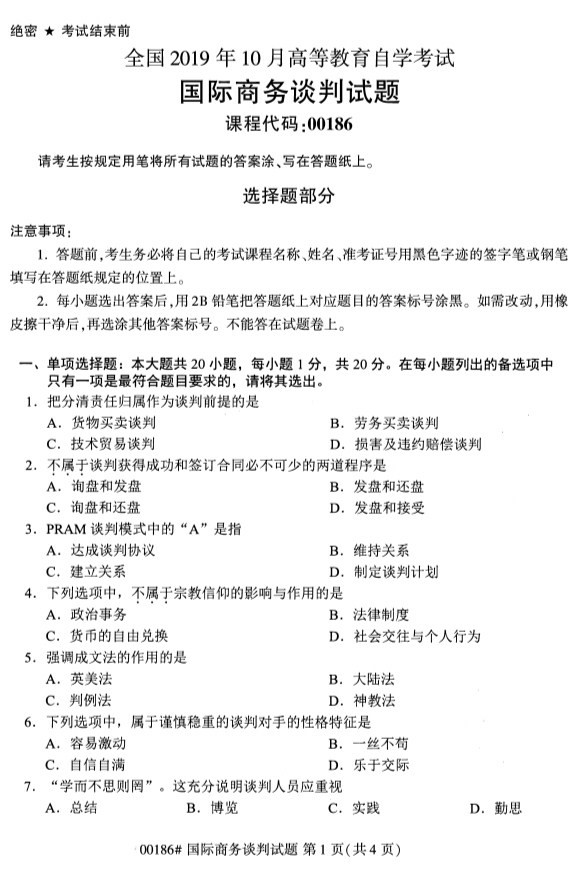 绝密 ★ 考试结束前
全国 2019 年 10 月高等教育自学考试
国际商务谈判试题
课程代码:00186
请考生按规定用笔将所有试题的答案涂、写在答题纸上。
选择题部分
注意事项:
1. 答题前,考生务必将自己的考试课程名称、姓名、准考证号用黑色字迹的签字笔或钢笔
填写在答题纸规定的位置上。
2. 每小题选出答案后,用 2B 铅笔把答题纸上对应题目的答案标号涂黑。如需改动,用橡
皮擦干净后,再选涂其他答案标号。不能答在试题卷上。
一、单项选择题：本大题共 20 小题，每小题 1 分，共 20 分。在每小题列出的备选项中
只有一项是最符合题目要求的，请将其选出。
1．把分清责任归属作为谈判前提的是
A．货物买卖谈判 B．劳务买卖谈判
C．技术贸易谈判 D．损害及违约赔偿谈判
2．不属于谈判获得成功和签订合同必不可少的两道程序是
A．询盘和发盘 B．发盘和还盘
C．询盘和还盘 D．发盘和接受
3．PRAM 谈判模式中的“A”是指
A．达成谈判协议 B．维持关系
C．建立关系 D．制定谈判计划
4．下列选项中，不属于宗教信仰的影响与作用的是
A．政治事务 B．法律制度
C．货币的自由兑换 D．社会交往与个人行为
5．强调成文法的作用的是
A．英美法 B．大陆法
C．判例法 D．神教法
6．下列选项中，属于谨慎稳重的谈判对手的性格特征是
A．容易激动 B．一丝不苟
C．自信自满 D．乐于交际
7．“学而不思则罔”。这充分说明谈判人员应重视
A．总结 B．博览 C．实践 D．勤思
00186# 国际商务谈判试题 第 1 页(共 4 页)